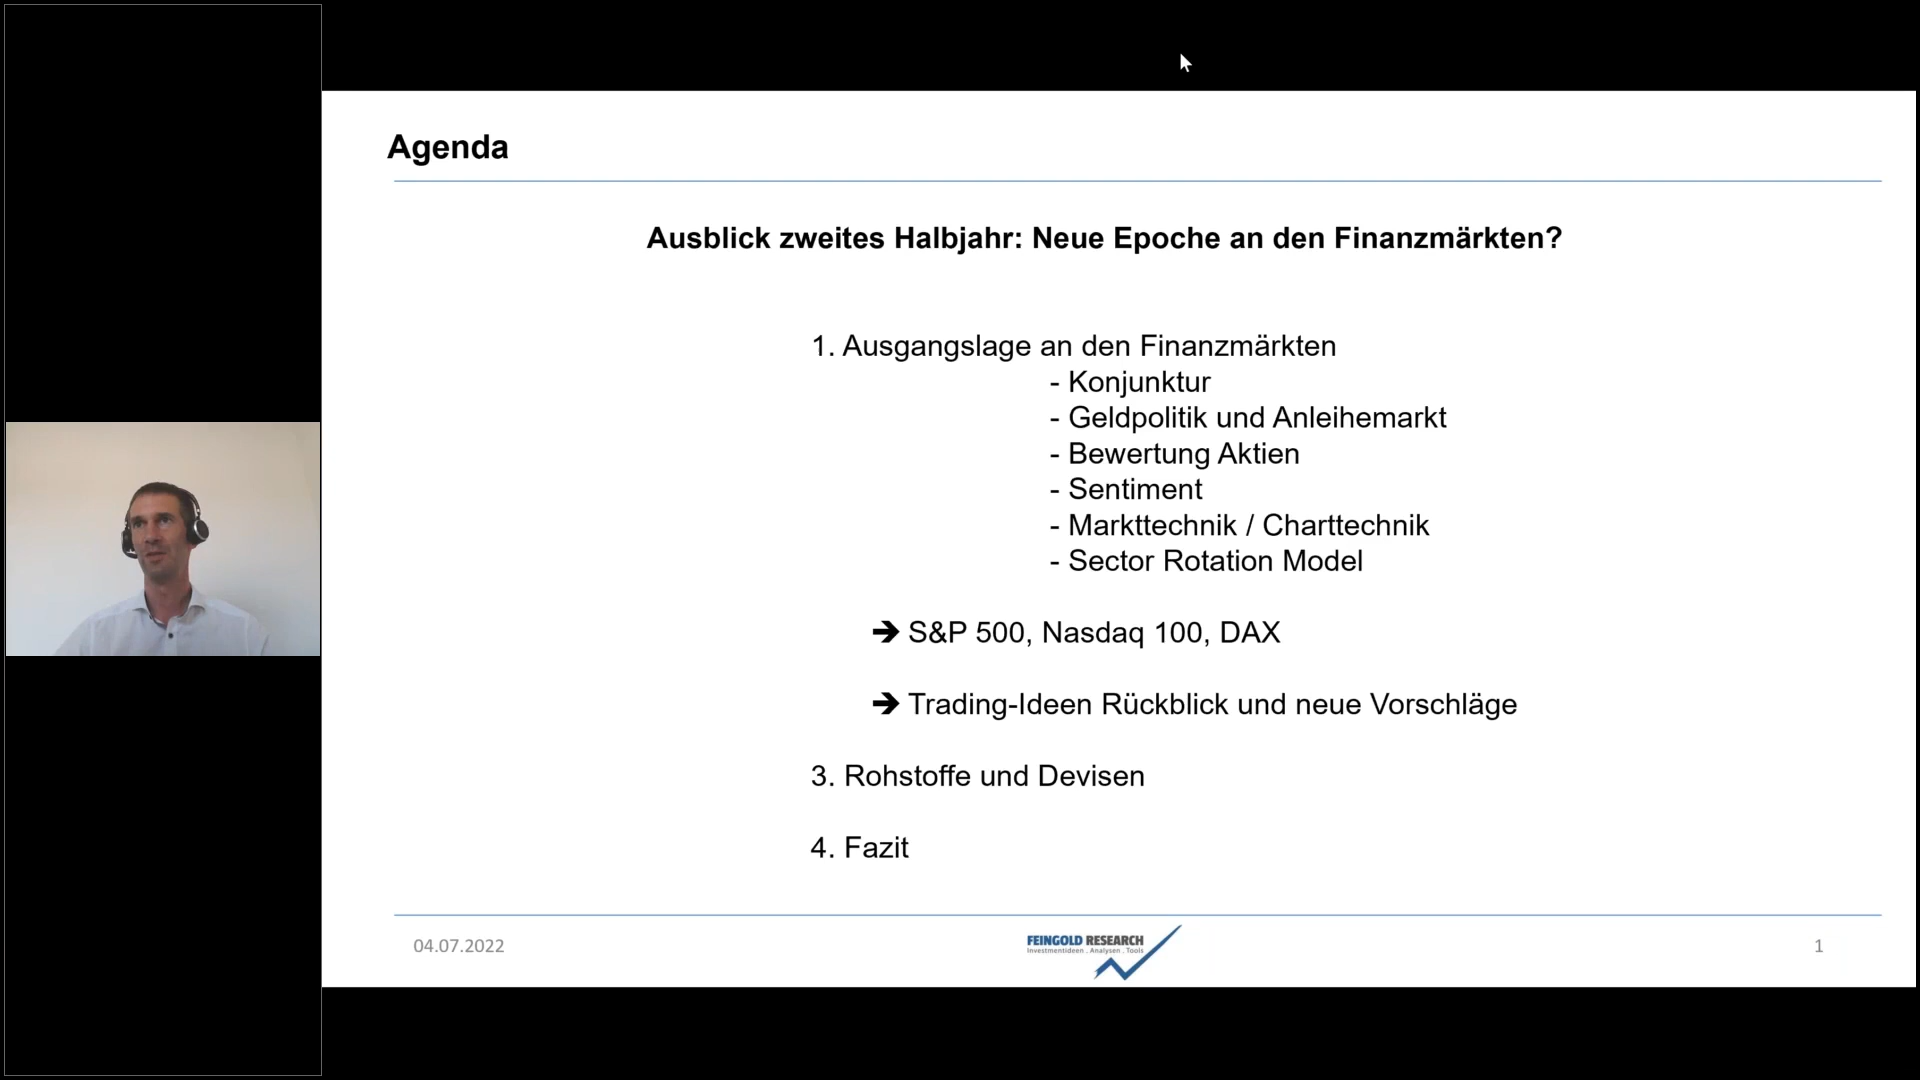 Agenda
Ausblick zweites Halbjahr: Neue Epoche an den Finanzmärkten?
1. Ausgangslage an den Finanzmärkten
- Konjunktur
- Geldpolitik und Anleihemarkt
- Bewertung Aktien
- Sentiment
- Markttechnik / Charttechnik
- Sector Rotation Model
➔ S&P 500, Nasdaq 100, DAX
➔ Trading-Ideen Rückblick und neue Vorschläge
3. Rohstoffe und Devisen
4. Fazit
04.07.2022
FEINGOLD RESEARCH
Investmentideen . Analysen . Tools
1